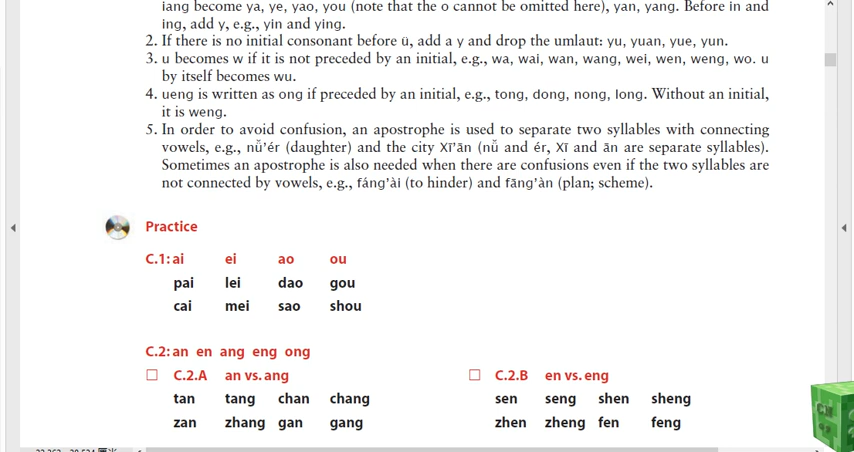 iang become ya, ye, yao, you (note that the o cannot be omitted here), yan, yang. Before in and
ing, add y, e.g., yin and ying.
2. If there is no initial consonant before ü, add a y and drop the umlaut: yu, yuan, yue, yun.
3. u becomes w if it is not preceded by an initial, e.g., wa, wai, wan, wang, wei, wen, weng, wo. u
by itself becomes wu.
4. ueng is written as ong if preceded by an initial, e.g., tong, dong, nong, long. Without an initial,
it is weng.
5. In order to avoid confusion, an apostrophe is used to separate two syllables with connecting
vowels, e.g., nǚ’ér (daughter) and the city Xī’ān (nǚ and ér, Xī and ān are separate syllables).
Sometimes an apostrophe is also needed when there are confusions even if the two syllables are
not connected by vowels, e.g., fáng’ài (to hinder) and fāng’àn (plan; scheme).
Practice
C.1: ai ei ao ou
pai lei dao gou
cai mei sao shou
C.2: an en ang eng ong
C.2.A an vs. ang
tan tang chan chang
zan zhang gan gang
C.2.B en vs. eng
sen seng shen sheng
zhen zheng fen feng